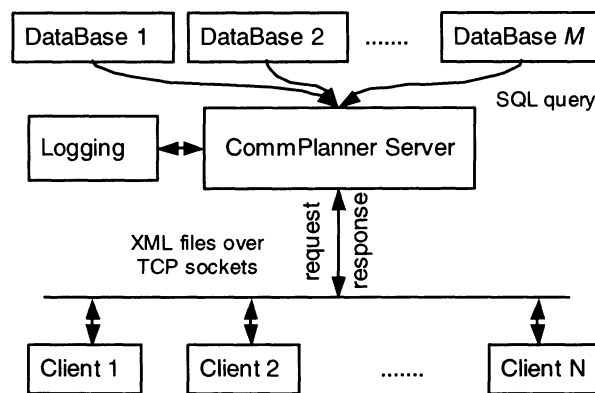 DataBase 1
DataBase 2
.......
DataBase M
SQL query
Logging
CommPlanner Server
XML files over
TCP sockets
request
response
Client 1
Client 2
.......
Client N